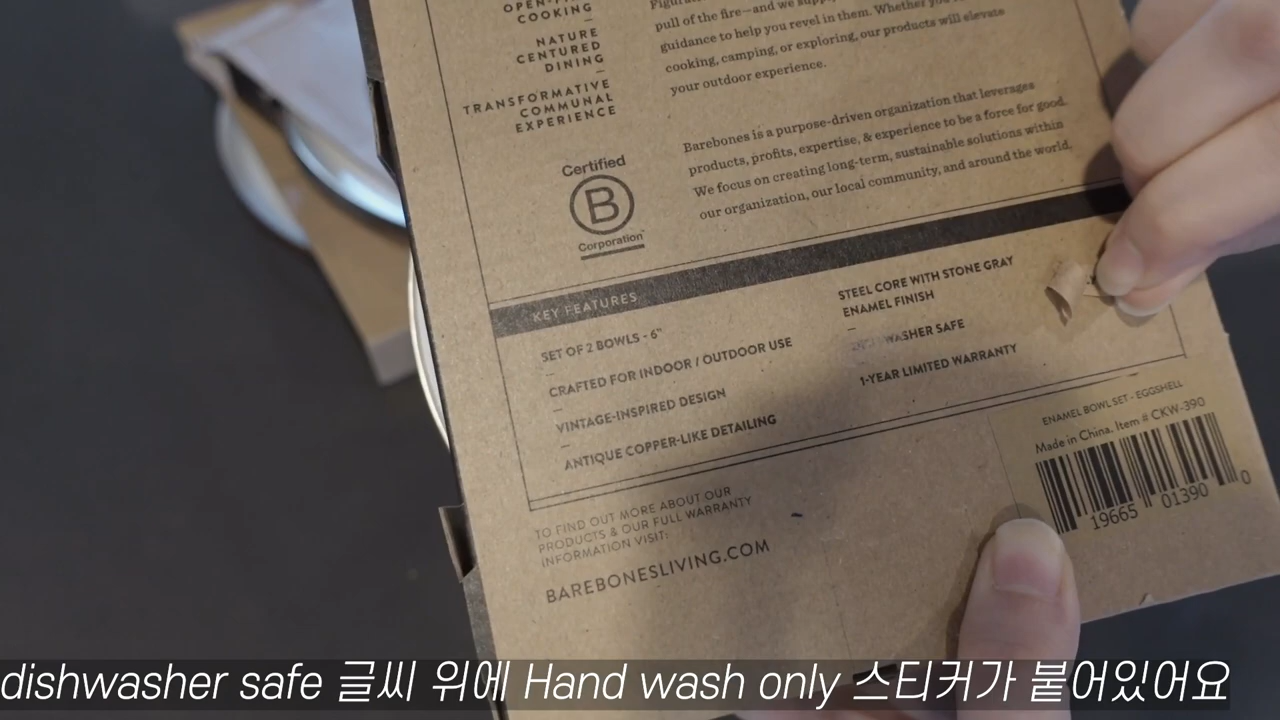 COOKING
NATURE
CENTURED
DINING
TRANSFORMATIVE
COMMUNAL
EXPERIENCE
pull of the fire—and we
guidance to help you revel in them. Whether
cooking, camping, or exploring, our products will elevate
your outdoor experience.
Barebones is a purpose-driven organization that leverages
products, profits, expertise, & experience to be a force for good.
We focus on creating long-term, sustainable solutions within
our organization, our local community, and around the world.
Certified
B
Corporation™
KEY FEATURES
SET OF 2 BOWLS - 6"
CRAFTED FOR INDOOR / OUTDOOR USE
VINTAGE-INSPIRED DESIGN
ANTIQUE COPPER-LIKE DETAILING
STEEL CORE WITH STONE GRAY
ENAMEL FINISH
SAFE
1-YEAR LIMITED WARRANTY
TO FIND OUT MORE ABOUT OUR
PRODUCTS & OUR FULL WARRANTY
INFORMATION VISIT:
BAREBONESLIVING.COM
ENAMEL BOWL SET - EGGSHELL
Made in China. Item # CKW-390
19665 01390 0
dishwasher safe 글씨 위에 Hand wash only 스티커가 붙어있어요